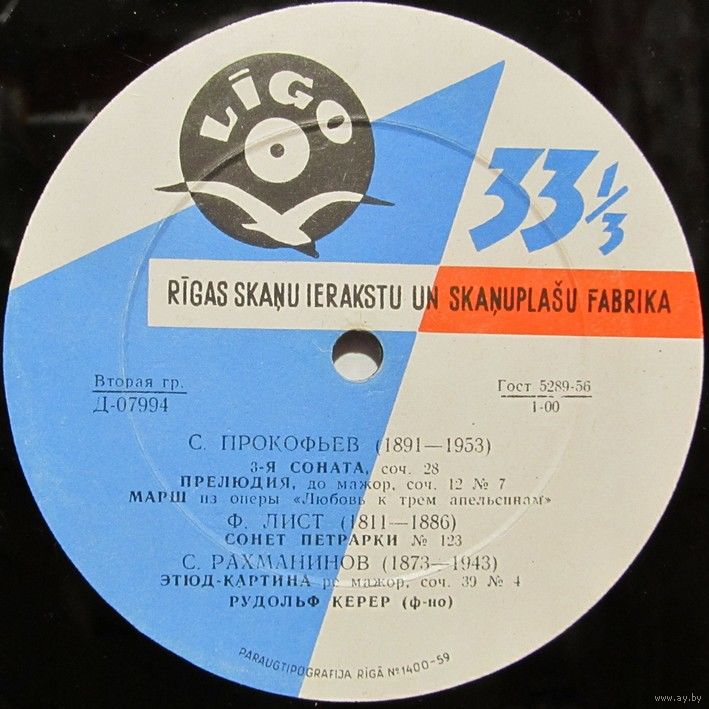 LĪGO
33 1/3
RĪGAS SKAŅU IERAKSTU UN SKAŅUPLAŠU FABRIKA
Вторая гр.
Д-07994
Гост 5289-56
1-00
С. ПРОКОФЬЕВ (1891—1953)
3-Я СОНАТА, соч. 28
ПРЕЛЮДИЯ, до мажор, соч. 12 № 7
МАРШ из оперы «Любовь к трем апельсинам»
Ф. ЛИСТ (1811—1886)
СОНЕТ ПЕТРАРКИ № 123
С. РАХМАНИНОВ (1873—1943)
ЭТЮД-КАРТИНА ре мажор, соч. 39 № 4
РУДОЛЬФ КЕРЕР (ф-но)
PARAUGTIPOGRAFIJA RĪGĀ Nº 1400-59
www.ay.by